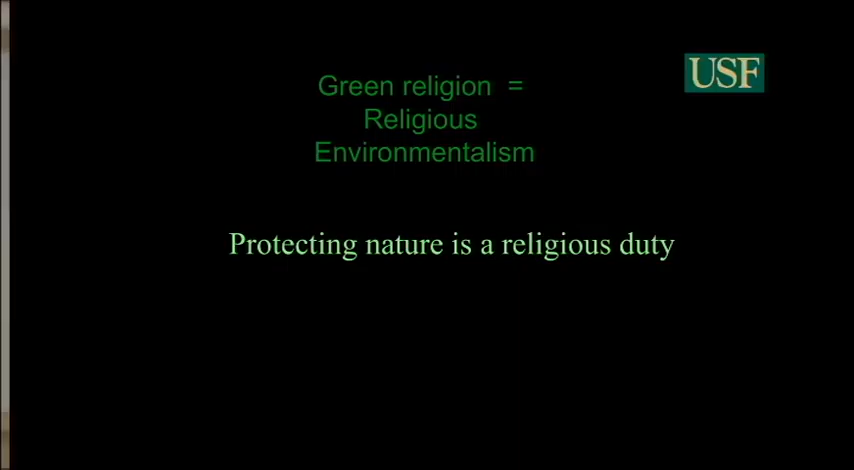 Green religion =
USF
Religious
Environmentalism
Protecting nature is a religious duty